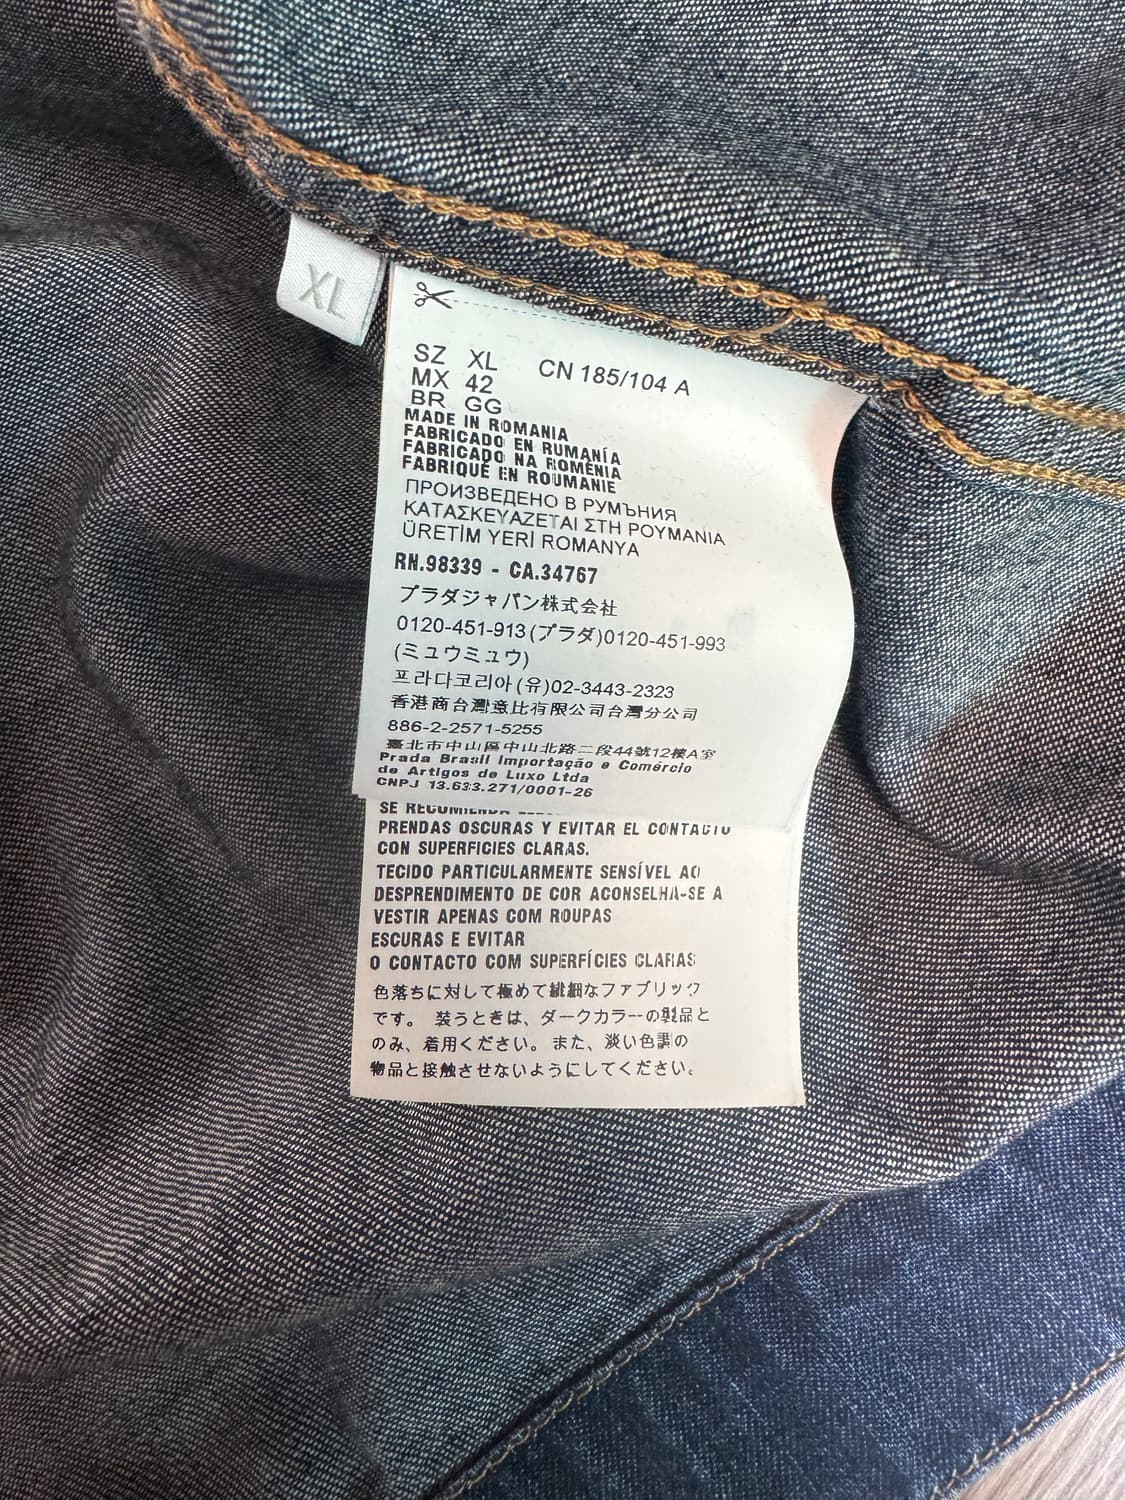 XL
SZ XL CN 185/104 A
MX 42
BR GG
MADE IN ROMANIA
FABRICADO EN RUMANÍA
FABRICADO NA ROMÊNIA
FABRIQUÉ EN ROUMANIE
ПРОИЗВЕДЕНО В РУМЪНИЯ
ΚΑΤΑΣΚΕΥΑΖΕΤΑΙ ΣΤΗ ΡΟΥΜΑΝΙΑ
ÜRETİM YERİ ROMANYA
RN.98339 - CA.34767
プラダジャパン株式会社
0120-451-913(プラダ)0120-451-993
(ミュウミュウ)
프라다코리아(유)02-3443-2323
香港商台灣意比有限公司台灣分公司
886-2-2571-5255
臺北市中山區中山北路二段44號12樓A室
Prada Brasil Importação e Comércio
de Artigos de Luxo Ltda
CNPJ 13.633.271/0001-26
SE RECOMIENDA
PRENDAS OSCURAS Y EVITAR EL CONTACTO
CON SUPERFICIES CLARAS.
TECIDO PARTICULARMENTE SENSÍVEL AO
DESPRENDIMENTO DE COR ACONSELHA-SE A
VESTIR APENAS COM ROUPAS
ESCURAS E EVITAR
O CONTACTO COM SUPERFÍCIES CLARAS
色落ちに対して極めて繊細なファブリック
です。 装うときは、ダークカラーの製品と
のみ、着用ください。また、淡い色調の
物品と接触させないようにしてください。